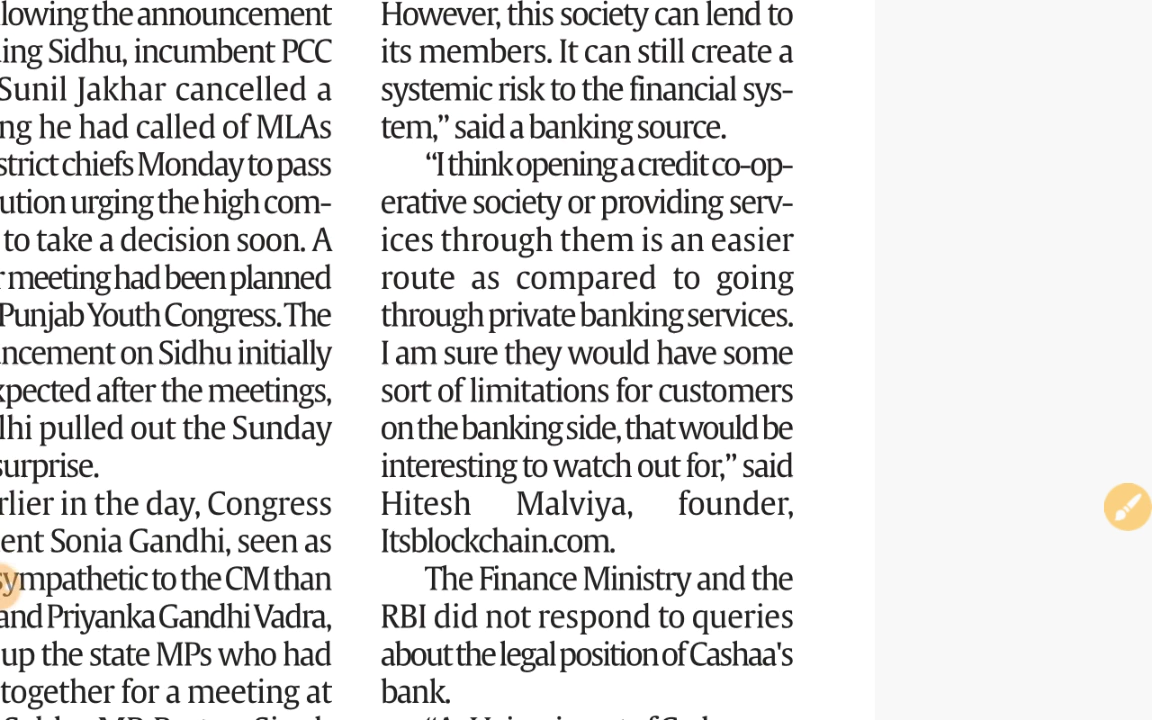 lowing the announcement
ing Sidhu, incumbent PCC
Sunil Jakhar cancelled a
ng he had called of MLAs
strict chiefs Monday to pass
ution urging the high com-
to take a decision soon. A
r meeting had been planned
Punjab Youth Congress. The
ncement on Sidhu initially
xpected after the meetings,
lhi pulled out the Sunday
surprise.
rlier in the day, Congress
ent Sonia Gandhi, seen as
sympathetic to the CM than
and Priyanka Gandhi Vadra,
up the state MPs who had
together for a meeting at
However, this society can lend to
its members. It can still create a
systemic risk to the financial sys-
tem,” said a banking source.
“I think opening a credit co-op-
erative society or providing serv-
ices through them is an easier
route as compared to going
through private banking services.
I am sure they would have some
sort of limitations for customers
on the banking side, that would be
interesting to watch out for,” said
Hitesh Malviya, founder,
Itsblockchain.com.
The Finance Ministry and the
RBI did not respond to queries
about the legal position of Cashaa's
bank.